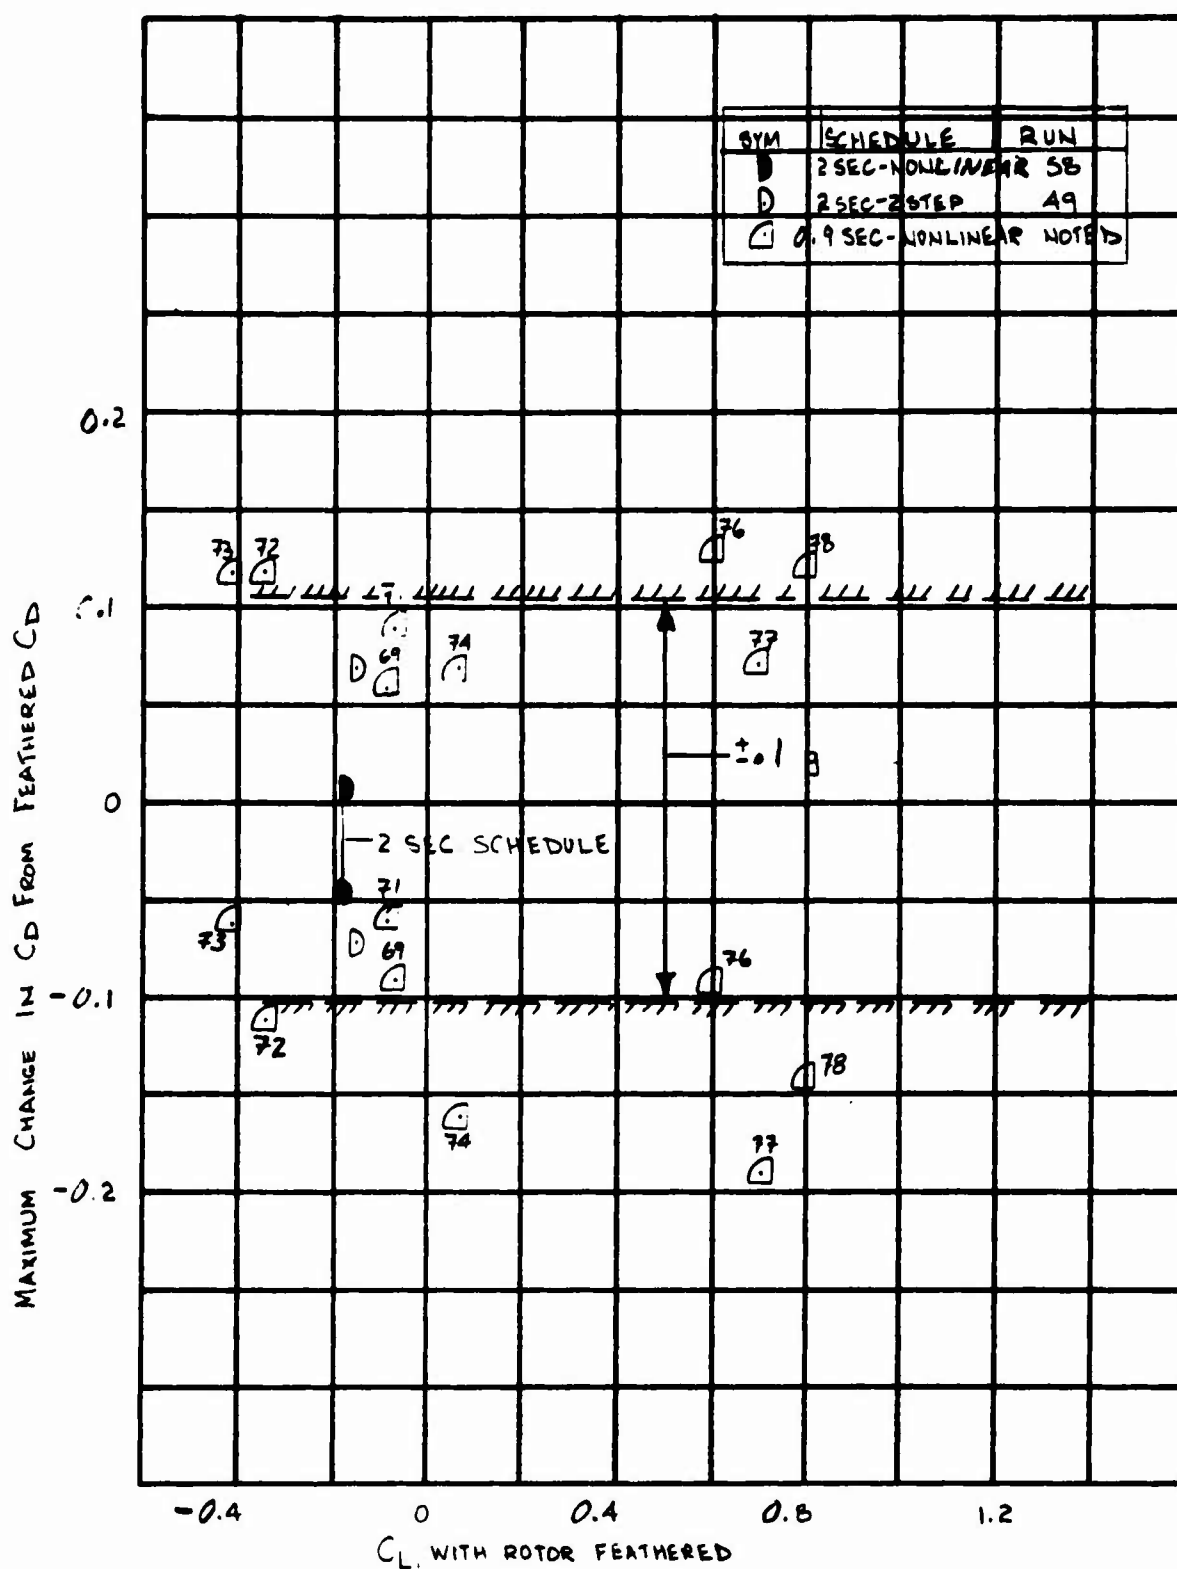 SYM SCHEDULE RUN
2 SEC-NONLINEAR 58
2 SEC-2 STEP 49
0.9 SEC-NONLINEAR NOTED
0.2
73 72
76
78
0.1
69
74
77
±.1
0
2 SEC SCHEDULE
71
73
69
76
-0.1
72
78
74
77
-0.2
MAXIMUM CHANGE IN CD FROM FEATHERED CD
-0.4 0 0.4 0.8 1.2
CL WITH ROTOR FEATHERED